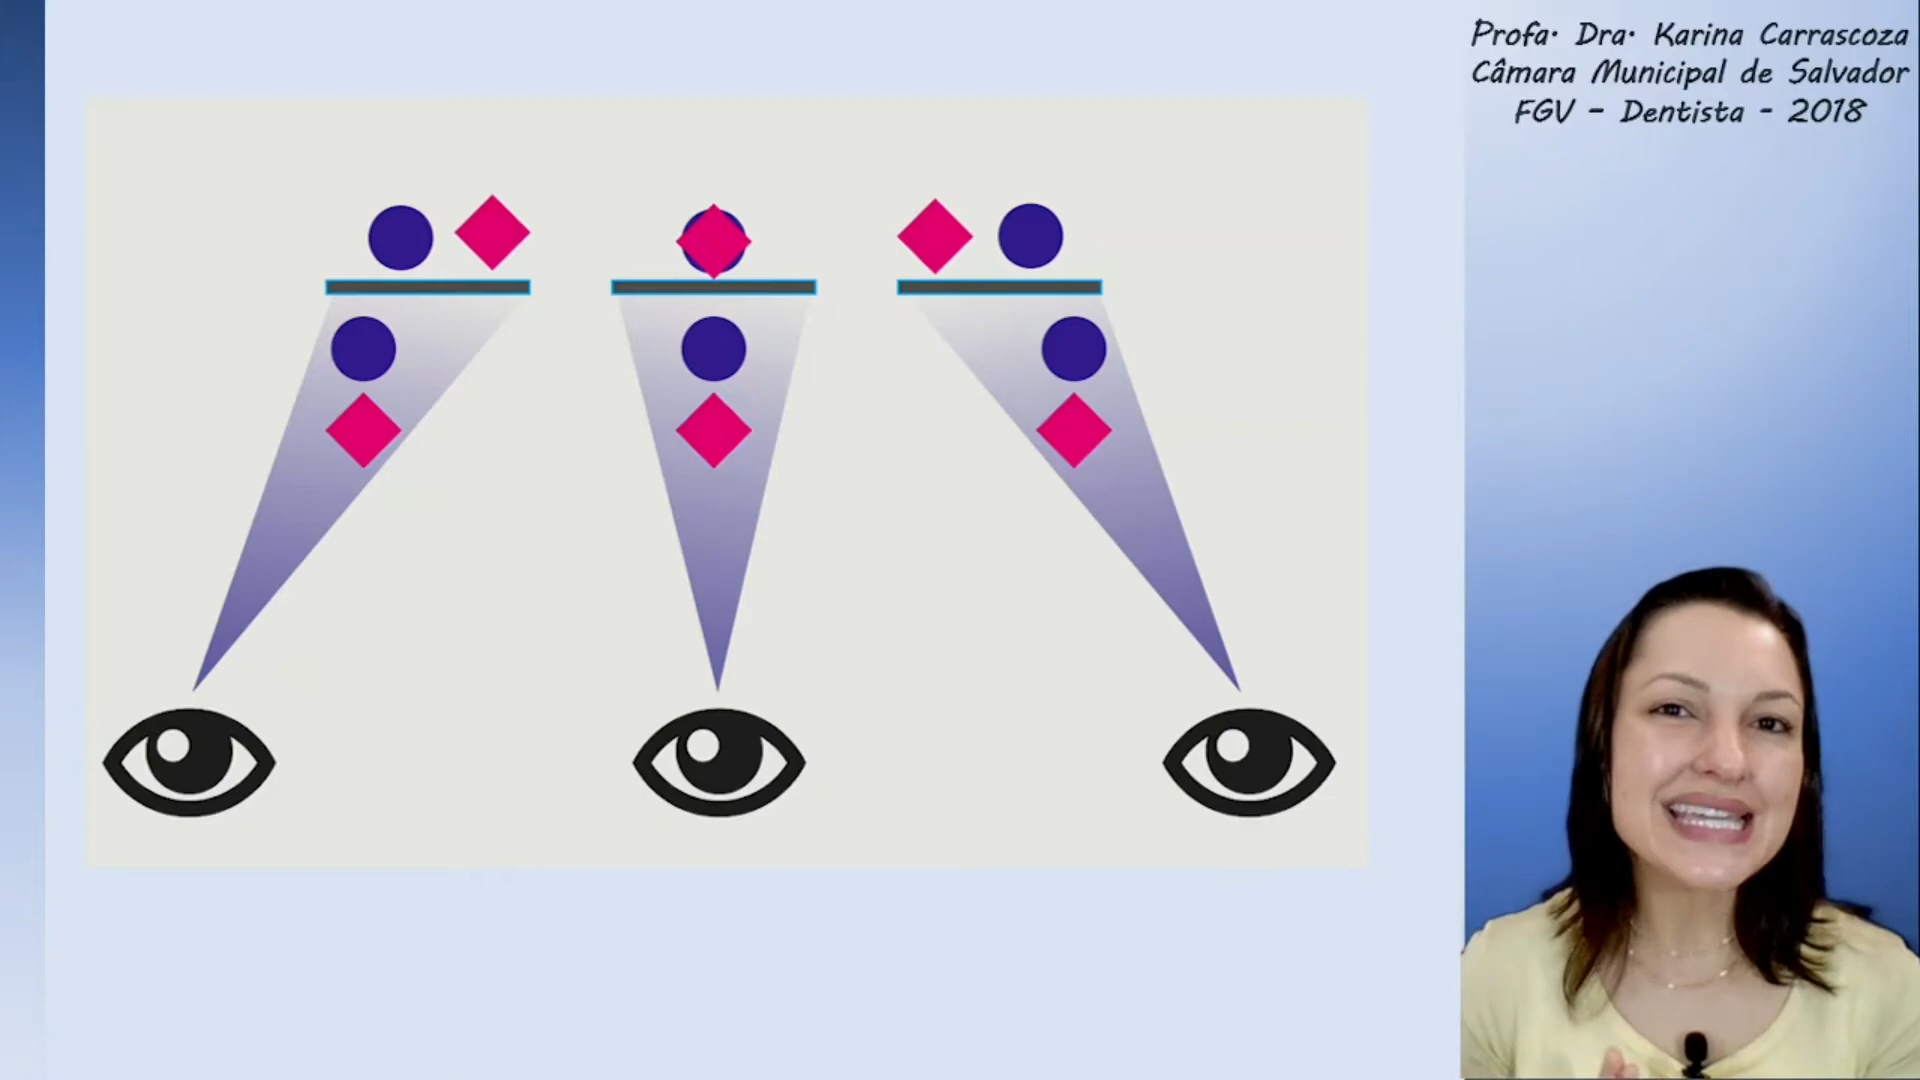 Profa. Dra. Karina Carrascoza
Câmara Municipal de Salvador
FGV – Dentista - 2018